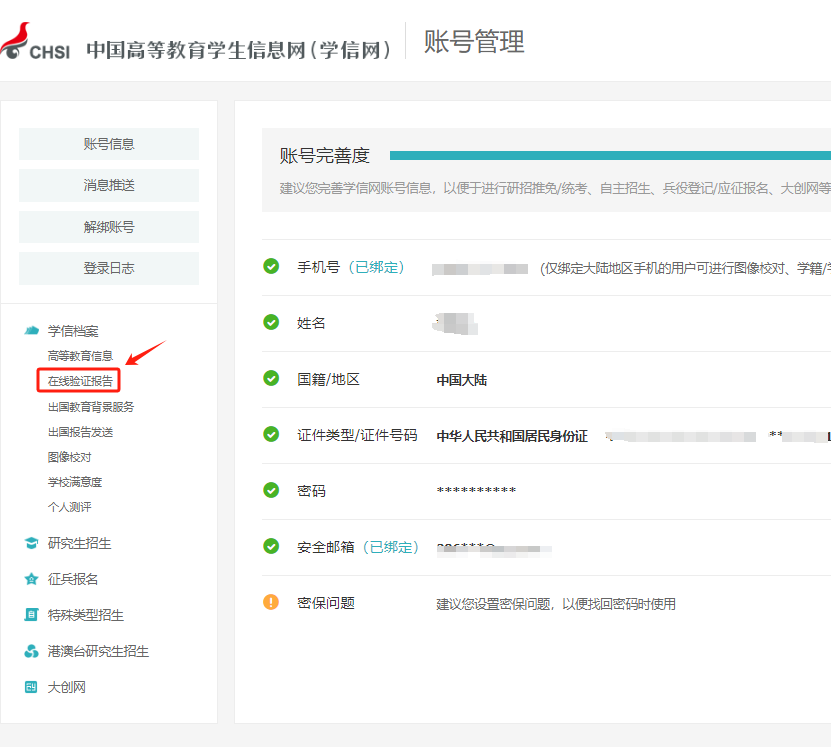 CHSI 中国高等教育学生信息网(学信网) 账号管理
账号信息
消息推送
解绑账号
登录日志
学信档案
高等教育信息
在线验证报告
出国教育背景服务
出国报告发送
图像校对
学校满意度
个人测评
研究生招生
征兵报名
特殊类型招生
港澳台研究生招生
大创网
账号完善度
建议您完善学信网账号信息，以便于进行研招推免/统考、自主招生、兵役登记/应征报名、大创网等
手机号（已绑定） (仅绑定大陆地区手机的用户可进行图像校对、学籍/
姓名
国籍/地区 中国大陆
证件类型/证件号码 中华人民共和国居民身份证 **
密码 **********
安全邮箱（已绑定）
密保问题 建议您设置密保问题，以便找回密码时使用